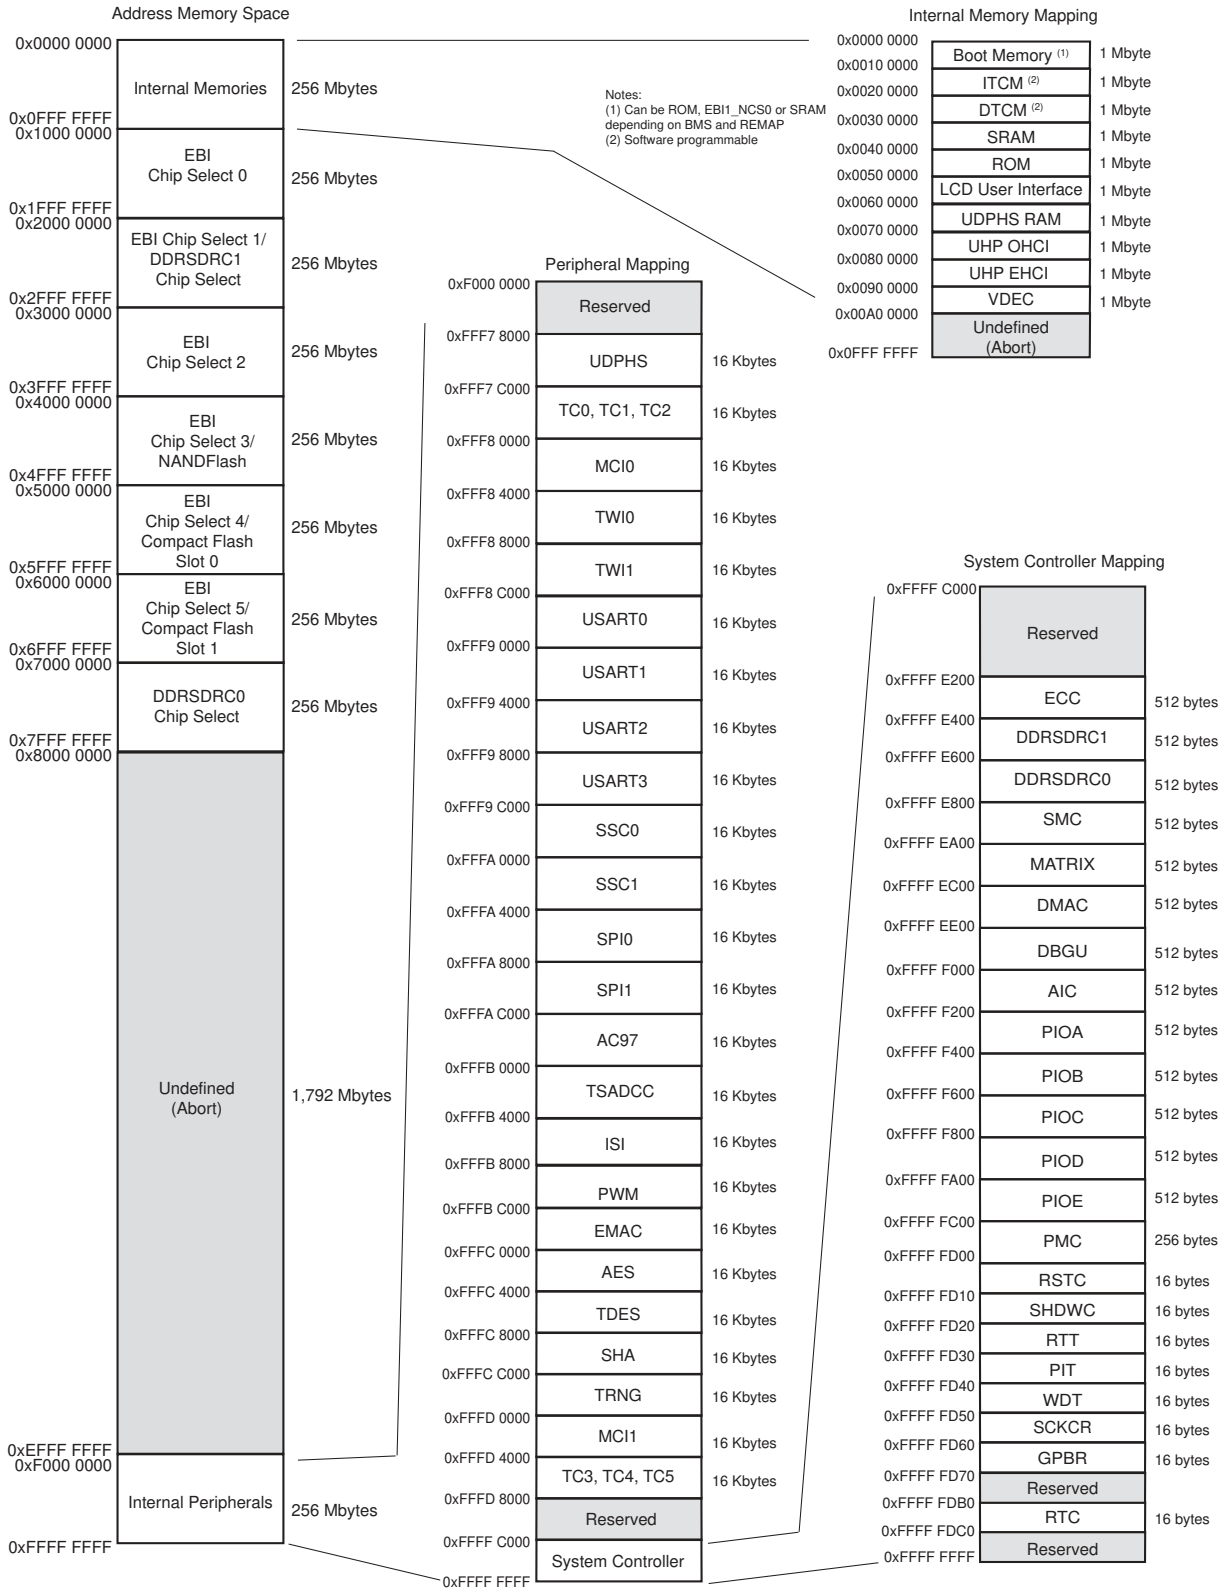 Address Memory Space
0x0000 0000
Internal Memories
256 Mbytes
0x0FFF FFFF
0x1000 0000
EBI
Chip Select 0
256 Mbytes
0x1FFF FFFF
0x2000 0000
EBI Chip Select 1/
DDRSDRC1
Chip Select
256 Mbytes
0x2FFF FFFF
0x3000 0000
EBI
Chip Select 2
256 Mbytes
0x3FFF FFFF
0x4000 0000
EBI
Chip Select 3/
NANDFlash
256 Mbytes
0x4FFF FFFF
0x5000 0000
EBI
Chip Select 4/
Compact Flash
Slot 0
256 Mbytes
0x5FFF FFFF
0x6000 0000
EBI
Chip Select 5/
Compact Flash
Slot 1
256 Mbytes
0x6FFF FFFF
0x7000 0000
DDRSDRC0
Chip Select
256 Mbytes
0x7FFF FFFF
0x8000 0000
Undefined
(Abort)
1,792 Mbytes
0xEFFF FFFF
0xF000 0000
Internal Peripherals
256 Mbytes
0xFFFF FFFF
Notes:
(1) Can be ROM, EBI1_NCS0 or SRAM
depending on BMS and REMAP
(2) Software programmable
Peripheral Mapping
0xF000 0000
Reserved
0xFFF7 8000
UDPHS 16 Kbytes
0xFFF7 C000
TC0, TC1, TC2 16 Kbytes
0xFFF8 0000
MCI0 16 Kbytes
0xFFF8 4000
TWI0 16 Kbytes
0xFFF8 8000
TWI1 16 Kbytes
0xFFF8 C000
USART0 16 Kbytes
0xFFF9 0000
USART1 16 Kbytes
0xFFF9 4000
USART2 16 Kbytes
0xFFF9 8000
USART3 16 Kbytes
0xFFF9 C000
SSC0 16 Kbytes
0xFFFA 0000
SSC1 16 Kbytes
0xFFFA 4000
SPI0 16 Kbytes
0xFFFA 8000
SPI1 16 Kbytes
0xFFFA C000
AC97 16 Kbytes
0xFFFB 0000
TSADCC 16 Kbytes
0xFFFB 4000
ISI 16 Kbytes
0xFFFB 8000
PWM 16 Kbytes
0xFFFB C000
EMAC 16 Kbytes
0xFFFC 0000
AES 16 Kbytes
0xFFFC 4000
TDES 16 Kbytes
0xFFFC 8000
SHA 16 Kbytes
0xFFFC C000
TRNG 16 Kbytes
0xFFFD 0000
MCI1 16 Kbytes
0xFFFD 4000
TC3, TC4, TC5 16 Kbytes
0xFFFD 8000
Reserved
0xFFFF C000
System Controller
0xFFFF FFFF
Internal Memory Mapping
0x0000 0000
Boot Memory (1) 1 Mbyte
0x0010 0000
ITCM (2) 1 Mbyte
0x0020 0000
DTCM (2) 1 Mbyte
0x0030 0000
SRAM 1 Mbyte
0x0040 0000
ROM 1 Mbyte
0x0050 0000
LCD User Interface 1 Mbyte
0x0060 0000
UDPHS RAM 1 Mbyte
0x0070 0000
UHP OHCI 1 Mbyte
0x0080 0000
UHP EHCI 1 Mbyte
0x0090 0000
VDEC 1 Mbyte
0x00A0 0000
Undefined
(Abort)
0x0FFF FFFF
System Controller Mapping
0xFFFF C000
Reserved
0xFFFF E200
ECC 512 bytes
0xFFFF E400
DDRSDRC1 512 bytes
0xFFFF E600
DDRSDRC0 512 bytes
0xFFFF E800
SMC 512 bytes
0xFFFF EA00
MATRIX 512 bytes
0xFFFF EC00
DMAC 512 bytes
0xFFFF EE00
DBGU 512 bytes
0xFFFF F000
AIC 512 bytes
0xFFFF F200
PIOA 512 bytes
0xFFFF F400
PIOB 512 bytes
0xFFFF F600
PIOC 512 bytes
0xFFFF F800
PIOD 512 bytes
0xFFFF FA00
PIOE 512 bytes
0xFFFF FC00
PMC 256 bytes
0xFFFF FD00
RSTC 16 bytes
0xFFFF FD10
SHDWC 16 bytes
0xFFFF FD20
RTT 16 bytes
0xFFFF FD30
PIT 16 bytes
0xFFFF FD40
WDT 16 bytes
0xFFFF FD50
SCKCR 16 bytes
0xFFFF FD60
GPBR 16 bytes
0xFFFF FD70
Reserved
0xFFFF FDB0
RTC 16 bytes
0xFFFF FDC0
Reserved
0xFFFF FFFF